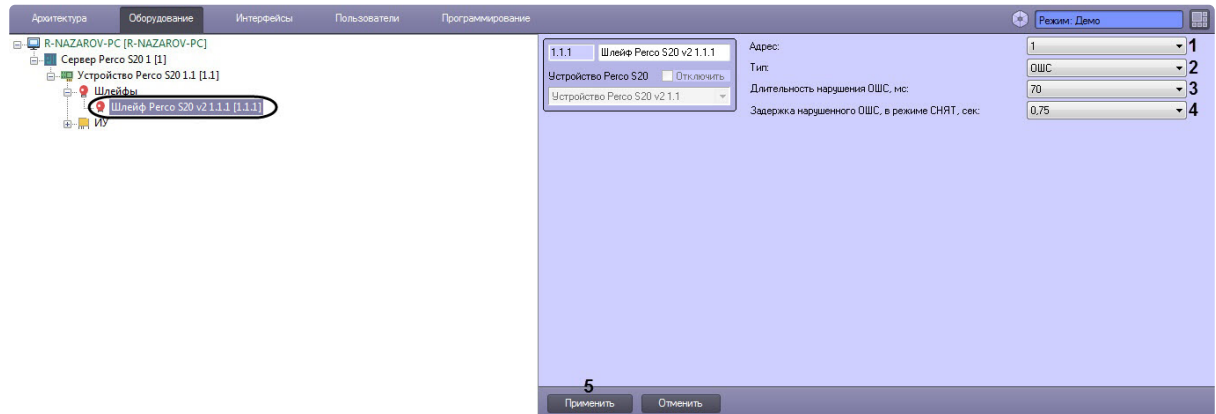 Архитектура Оборудование Интерфейсы Пользователи Программирование Режим: Демо
R-NAZAROV-PC [R-NAZAROV-PC]
Сервер Perco S20 1 [1]
Устройство Perco S20 1.1 [1.1]
Шлейфы
Шлейф Perco S20 v2 1.1.1 [1.1.1]
ИУ
1.1.1 Шлейф Perco S20 v2 1.1.1
Устройство Perco S20 Отключить
Устройство Perco S20 v2 1.1
Адрес: 1 1
Тип: ОШС 2
Длительность нарушения ОШС, мс: 70 3
Задержка нарушенного ОШС, в режиме СНЯТ, сек: 0,75 4
5
Применить Отменить